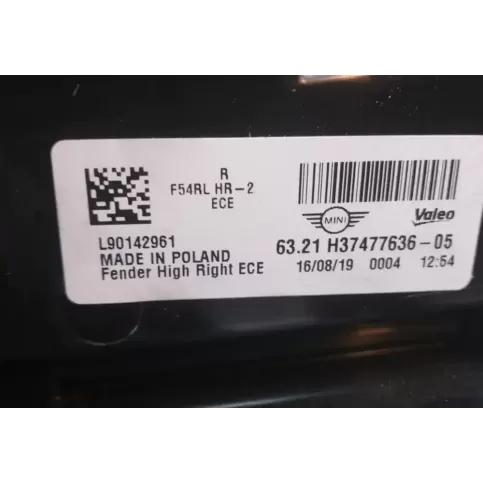 R
F54RL HR-2
ECE
MINI
Valeo
L90142961
MADE IN POLAND
Fender High Right ECE
63.21 H37477636-05
16/08/19 0004 12:54